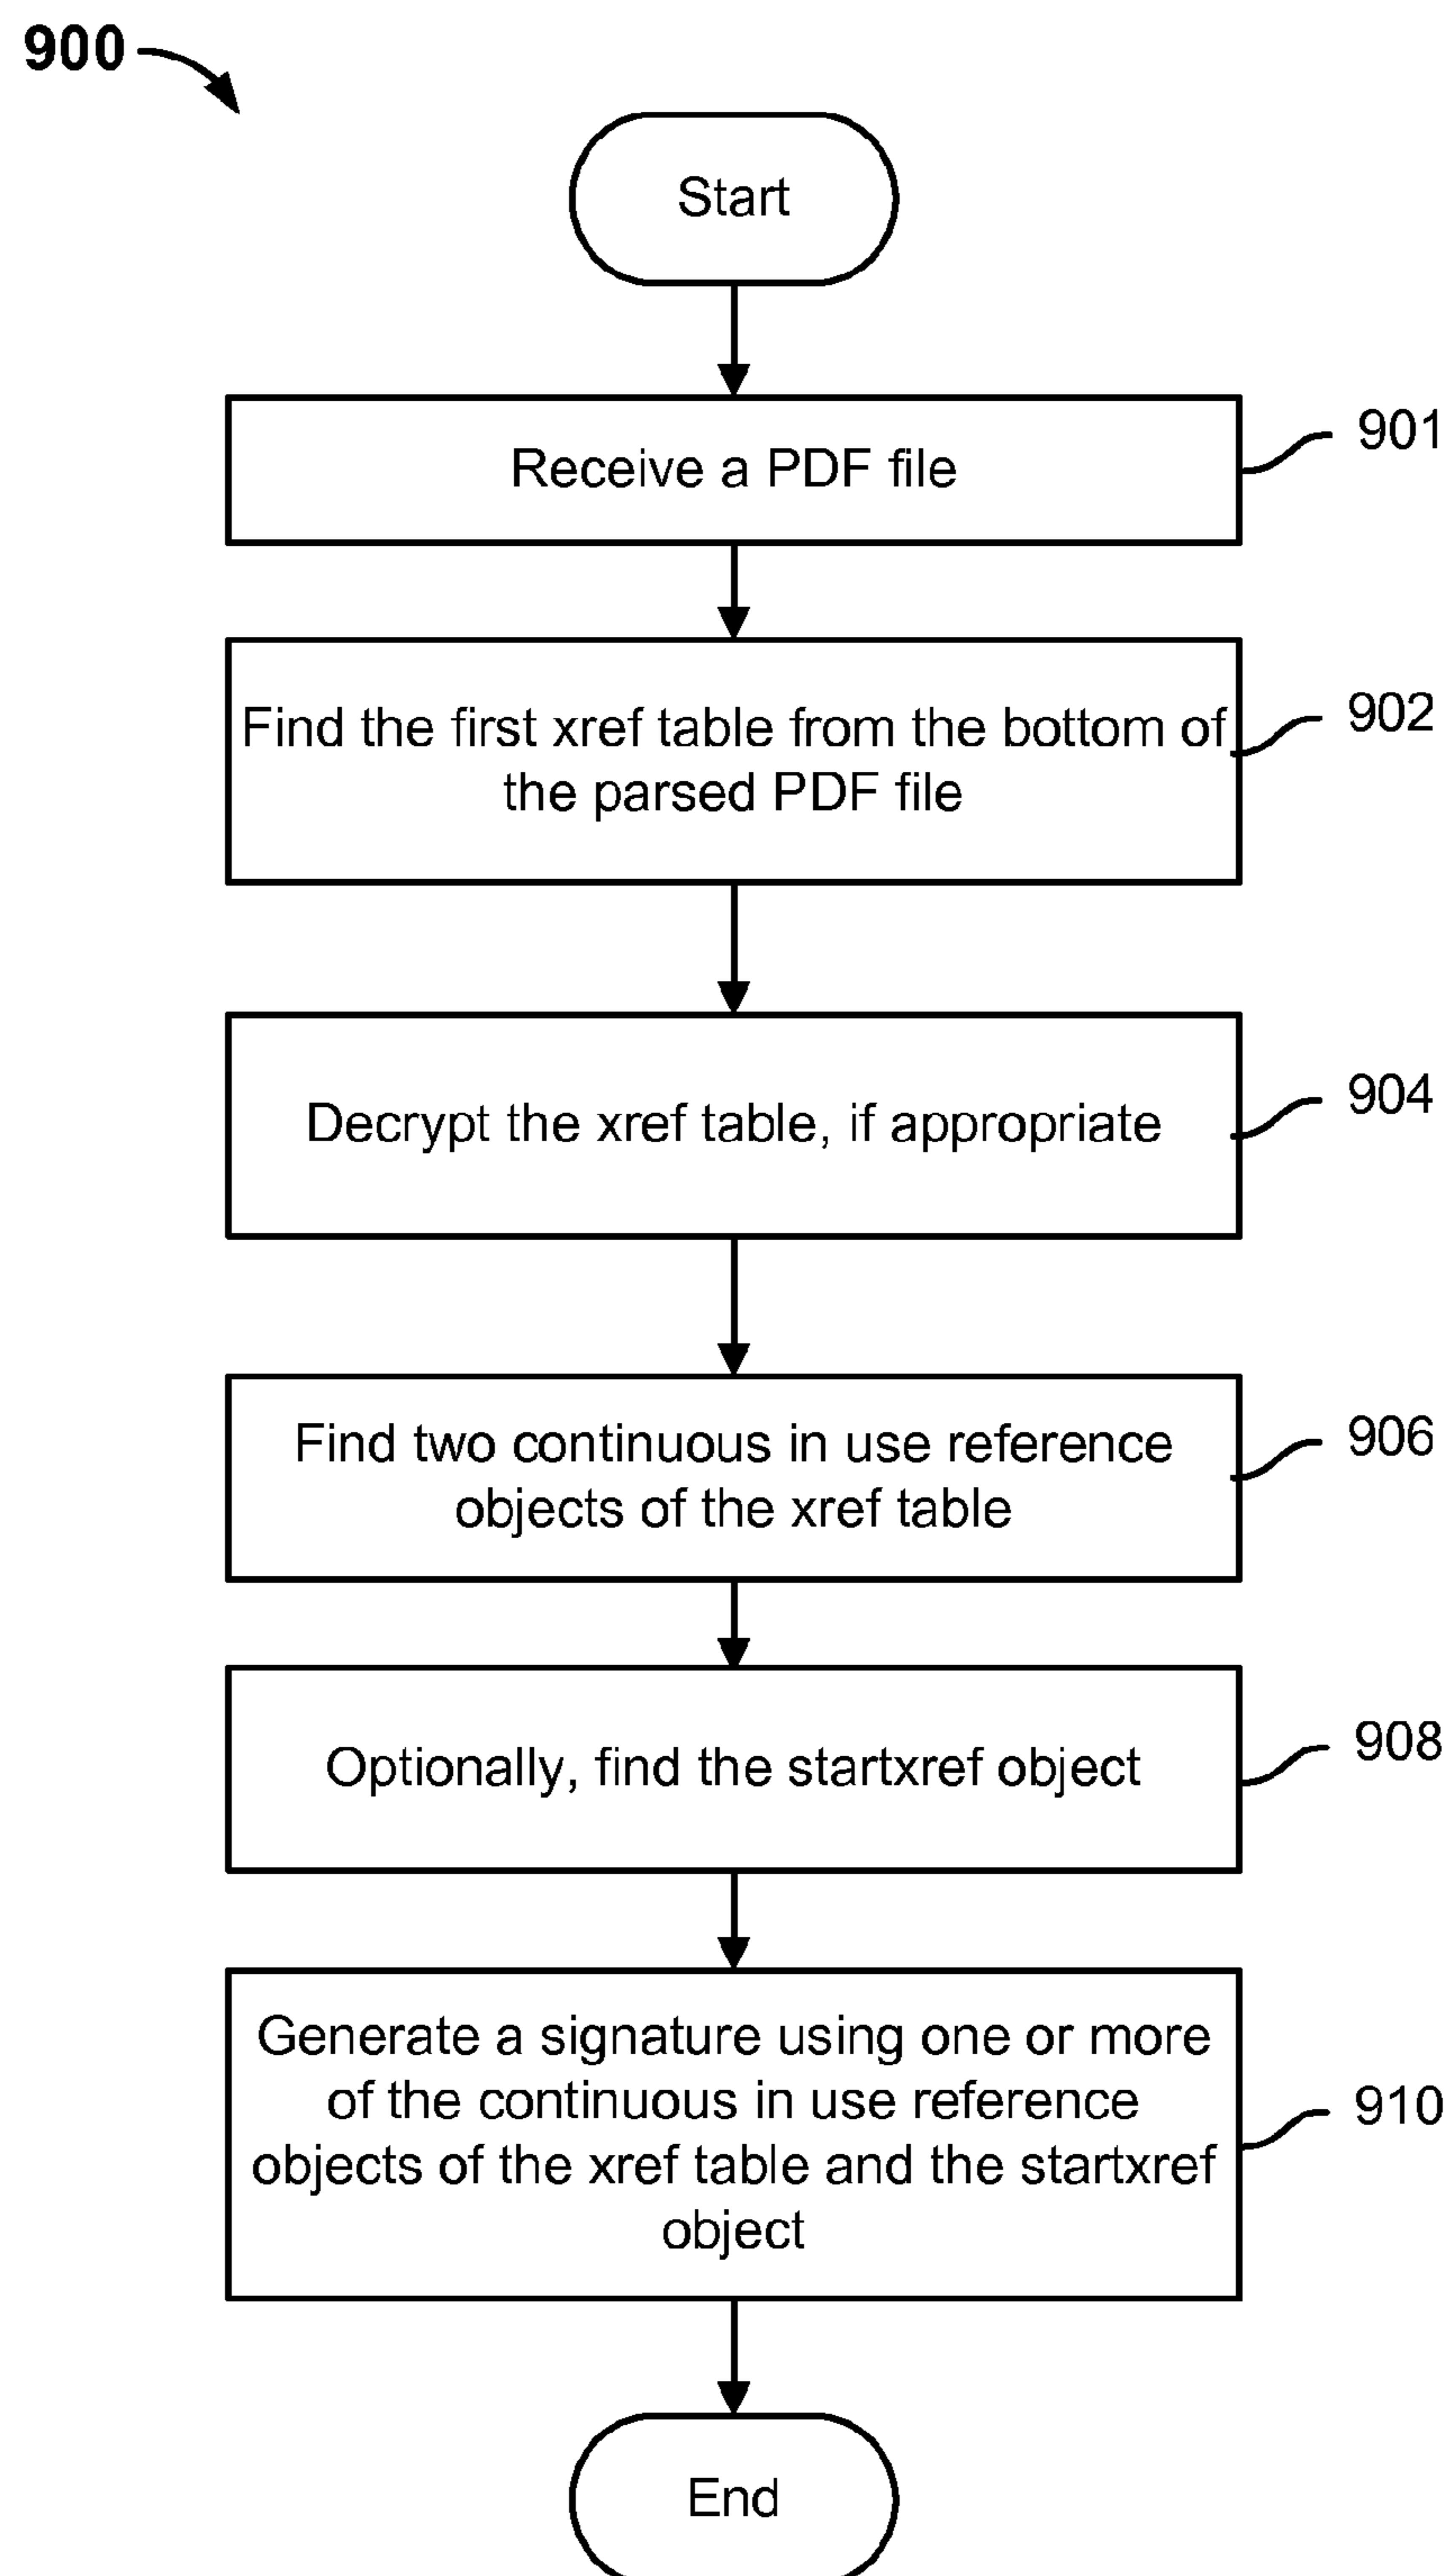 900
Start
Receive a PDF file
901
Find the first xref table from the bottom of
the parsed PDF file
902
Decrypt the xref table, if appropriate
904
Find two continuous in use reference
objects of the xref table
906
Optionally, find the startxref object
908
Generate a signature using one or more
of the continuous in use reference
objects of the xref table and the startxref
object
910
End